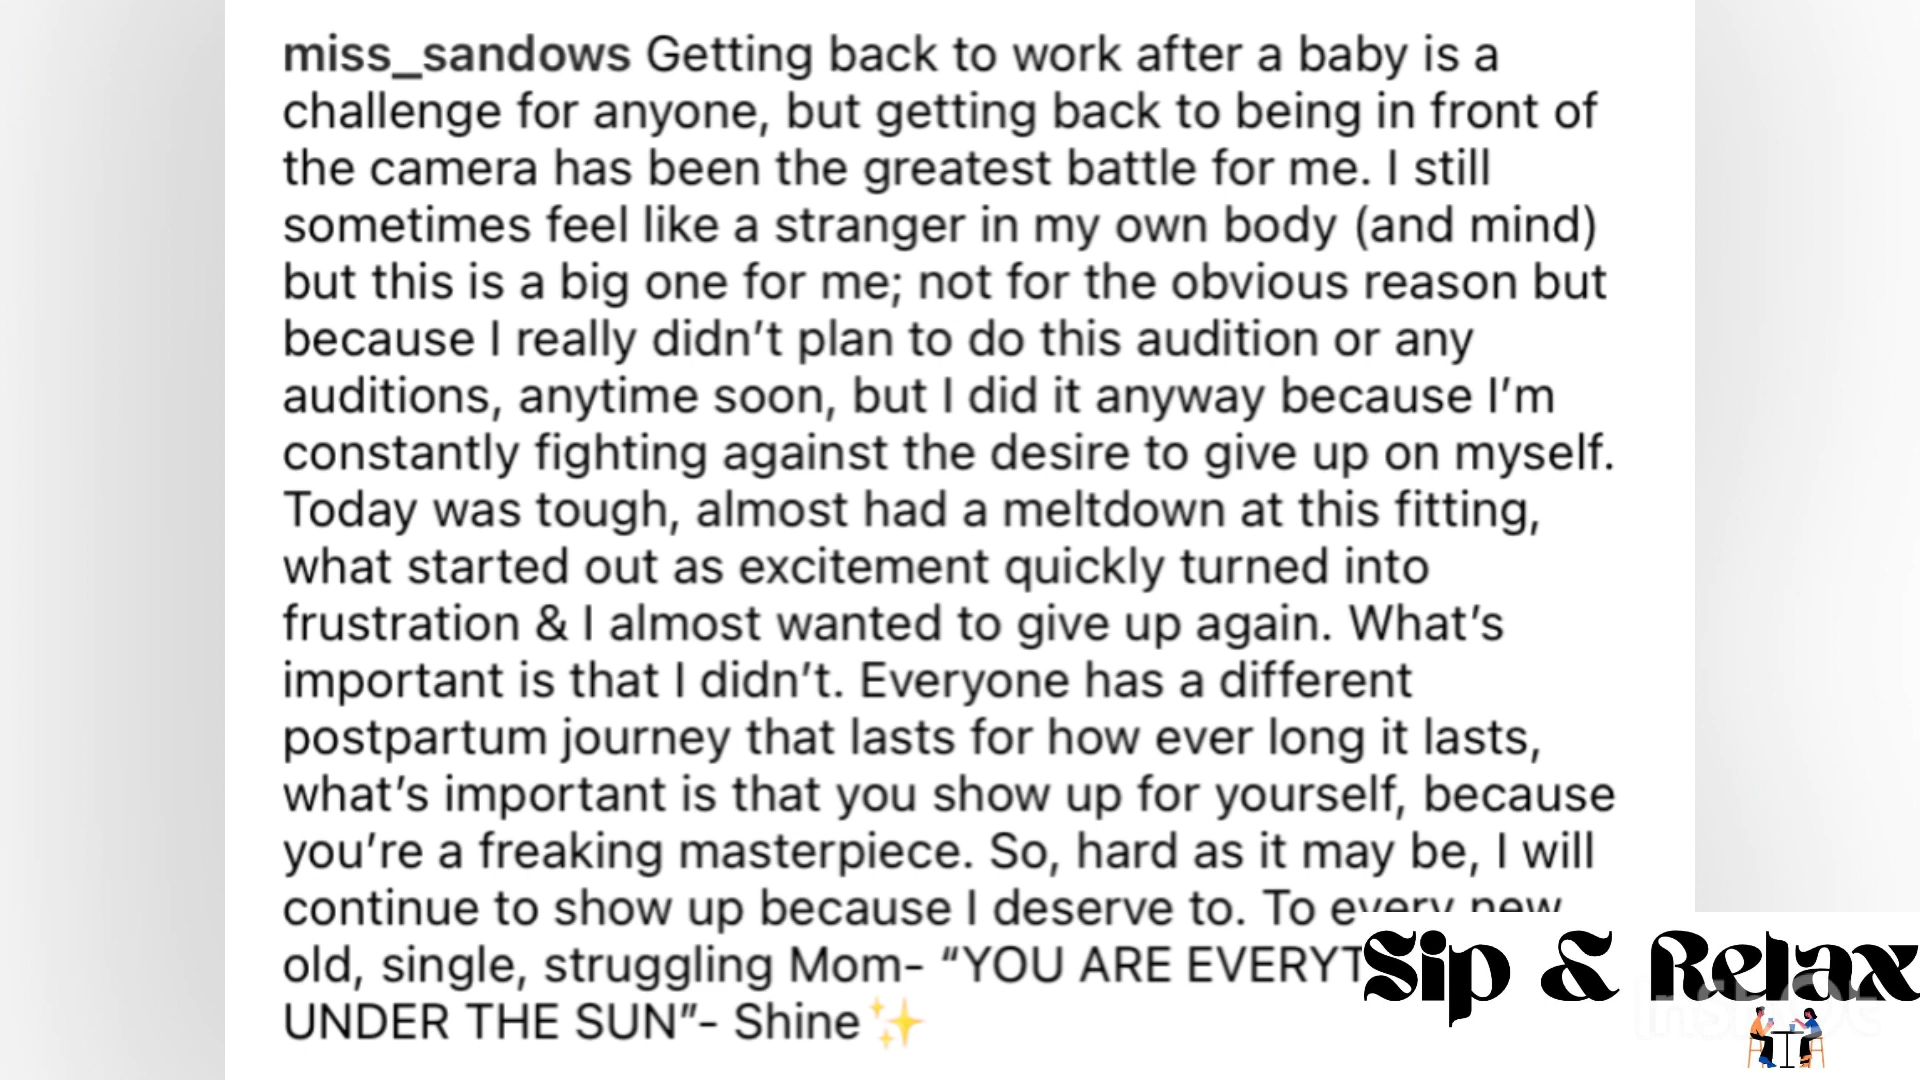 miss_sandows Getting back to work after a baby is a
challenge for anyone, but getting back to being in front of
the camera has been the greatest battle for me. I still
sometimes feel like a stranger in my own body (and mind)
but this is a big one for me; not for the obvious reason but
because I really didn’t plan to do this audition or any
auditions, anytime soon, but I did it anyway because I’m
constantly fighting against the desire to give up on myself.
Today was tough, almost had a meltdown at this fitting,
what started out as excitement quickly turned into
frustration & I almost wanted to give up again. What’s
important is that I didn’t. Everyone has a different
postpartum journey that lasts for how ever long it lasts,
what’s important is that you show up for yourself, because
you’re a freaking masterpiece. So, hard as it may be, I will
continue to show up because I deserve to. To every new
old, single, struggling Mom- “YOU ARE EVERYT
UNDER THE SUN”- Shine✨
Sip & Relax
InShOt